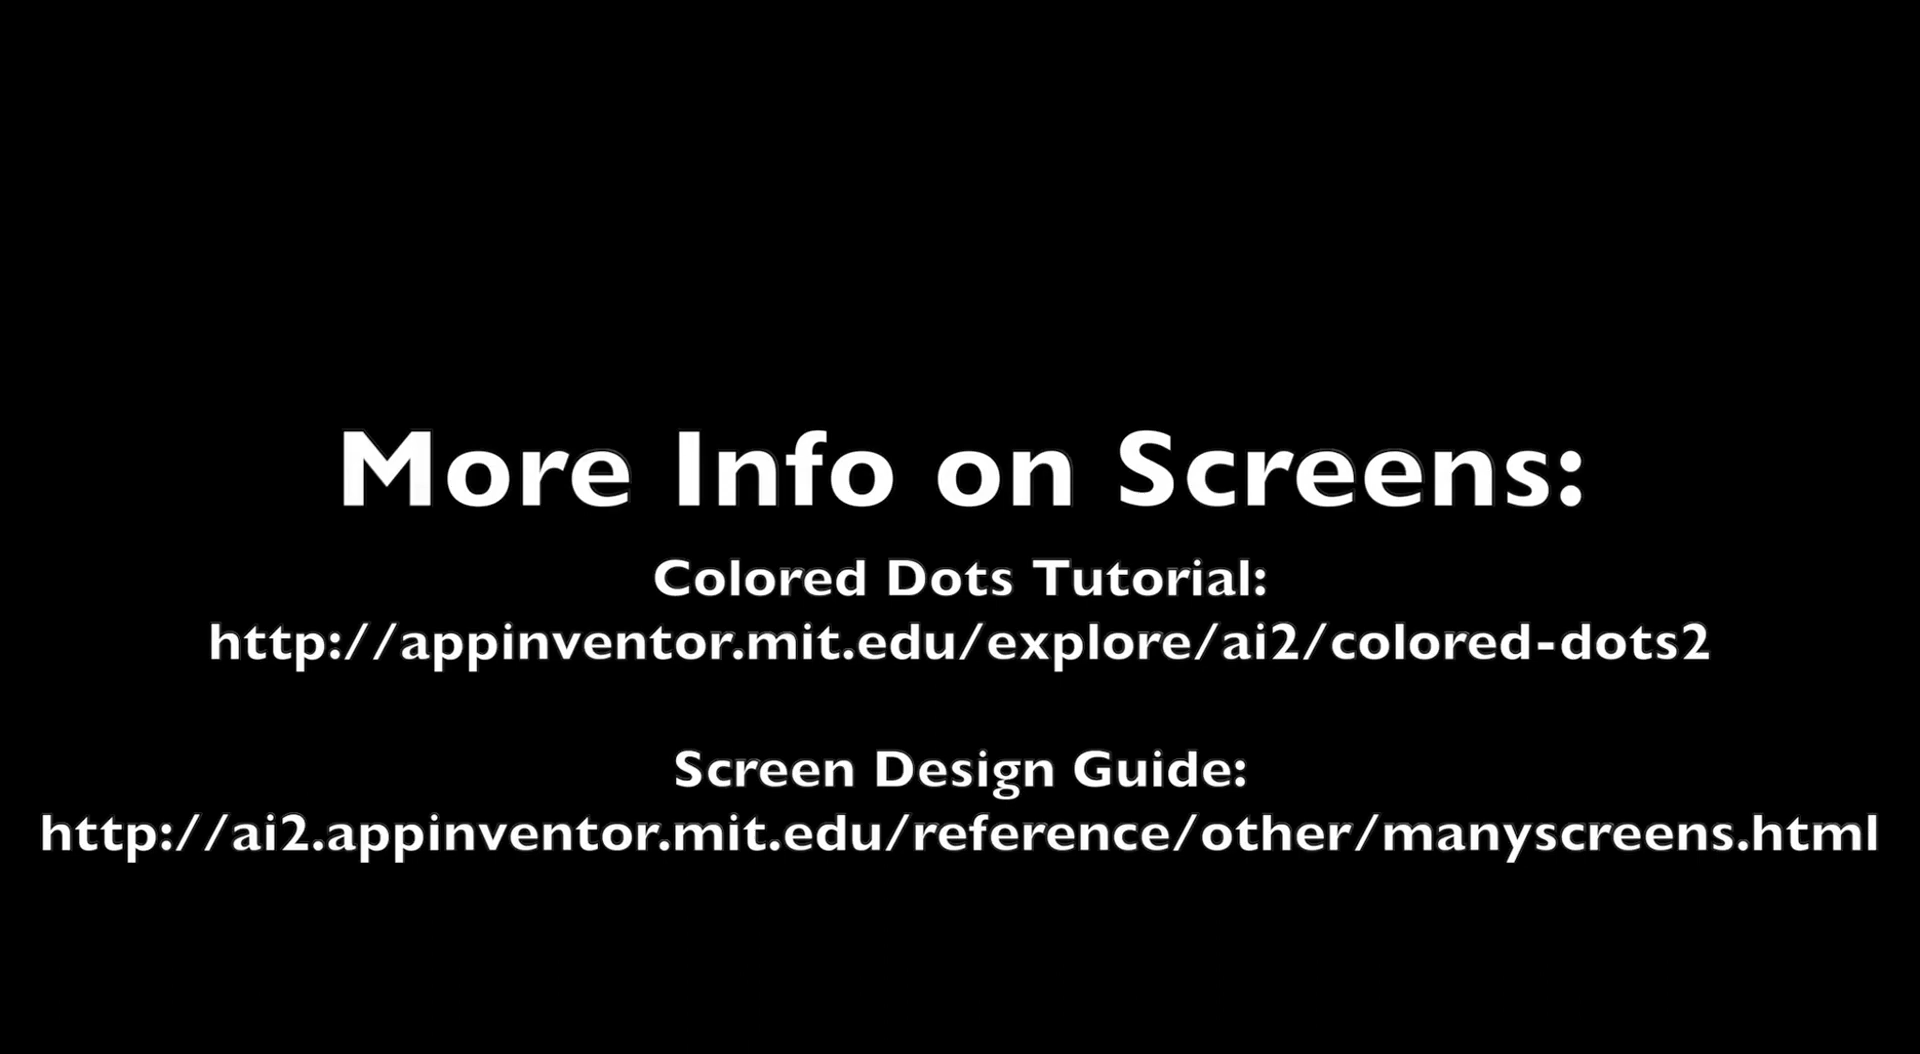 More Info on Screens:
Colored Dots Tutorial:
http://appinventor.mit.edu/explore/ai2/colored-dots2
Screen Design Guide:
http://ai2.appinventor.mit.edu/reference/other/manyscreens.html